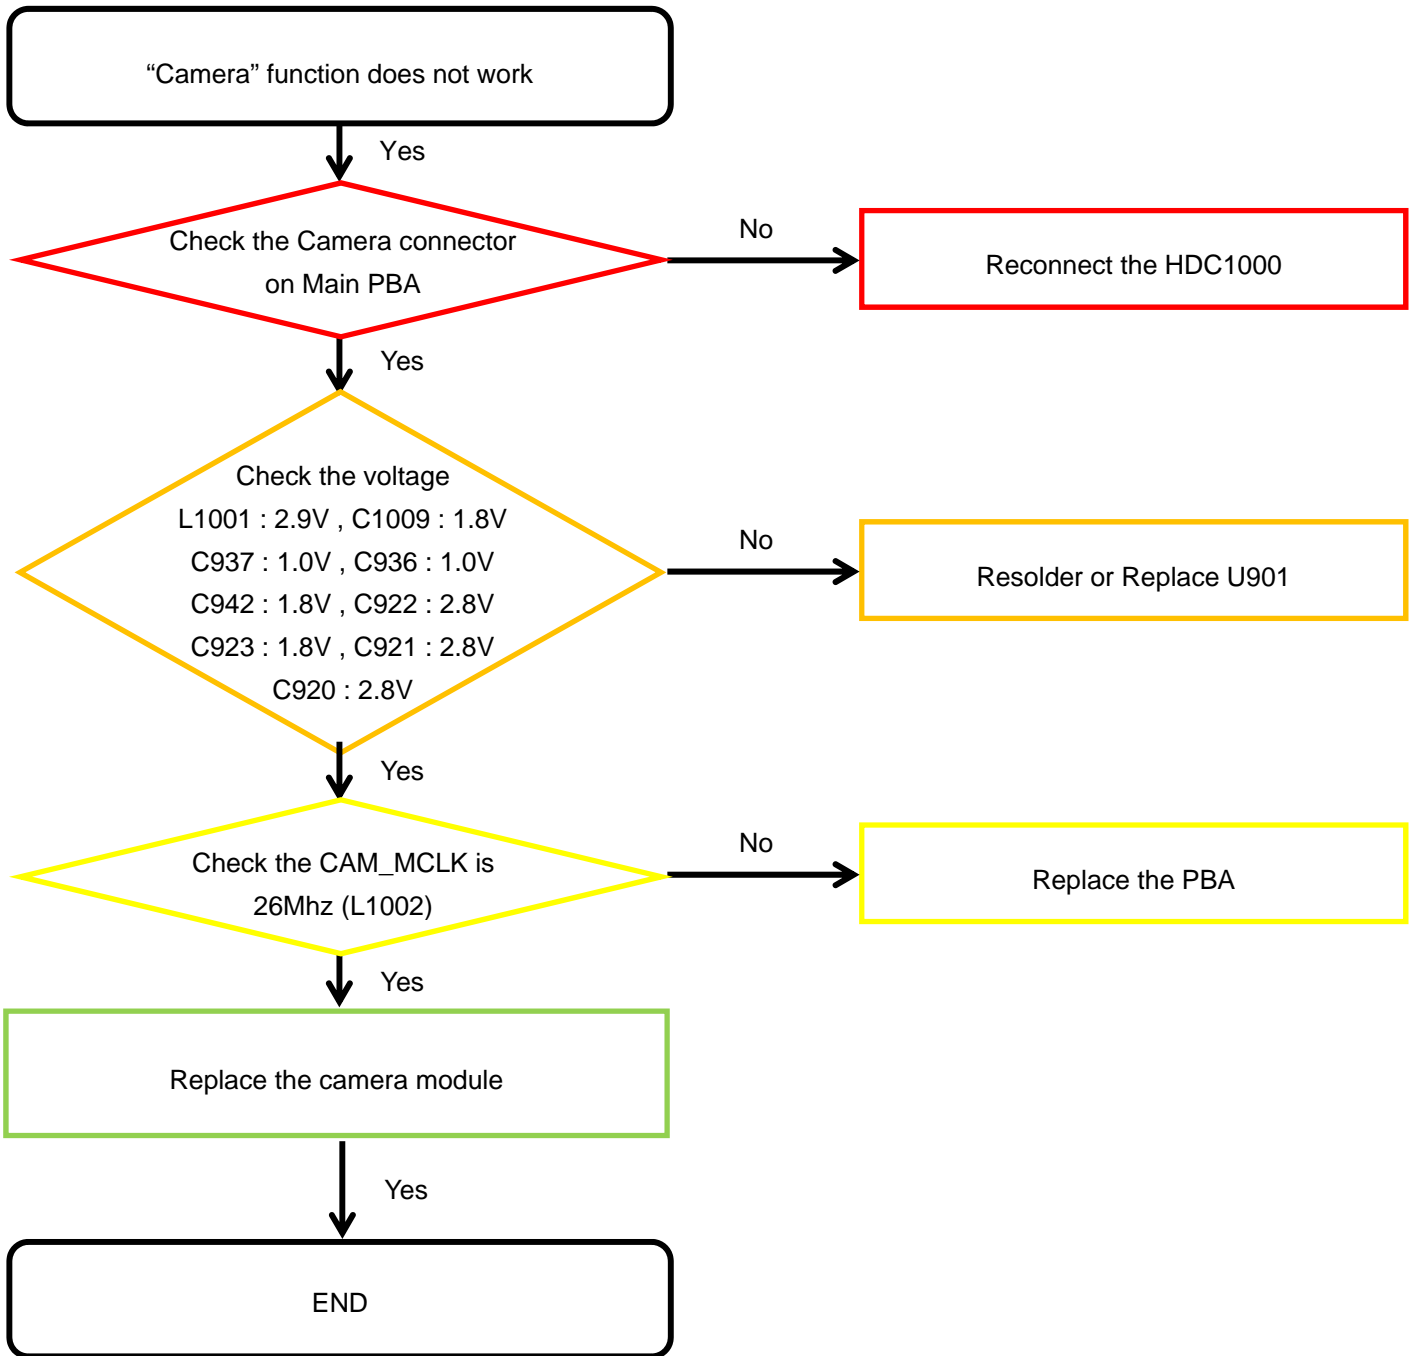 “Camera” function does not work
Yes
Check the Camera connector
on Main PBA
No
Reconnect the HDC1000
Yes
Check the voltage
L1001 : 2.9V , C1009 : 1.8V
C937 : 1.0V , C936 : 1.0V
C942 : 1.8V , C922 : 2.8V
C923 : 1.8V , C921 : 2.8V
C920 : 2.8V
No
Resolder or Replace U901
Yes
Check the CAM_MCLK is
26Mhz (L1002)
No
Replace the PBA
Yes
Replace the camera module
Yes
END